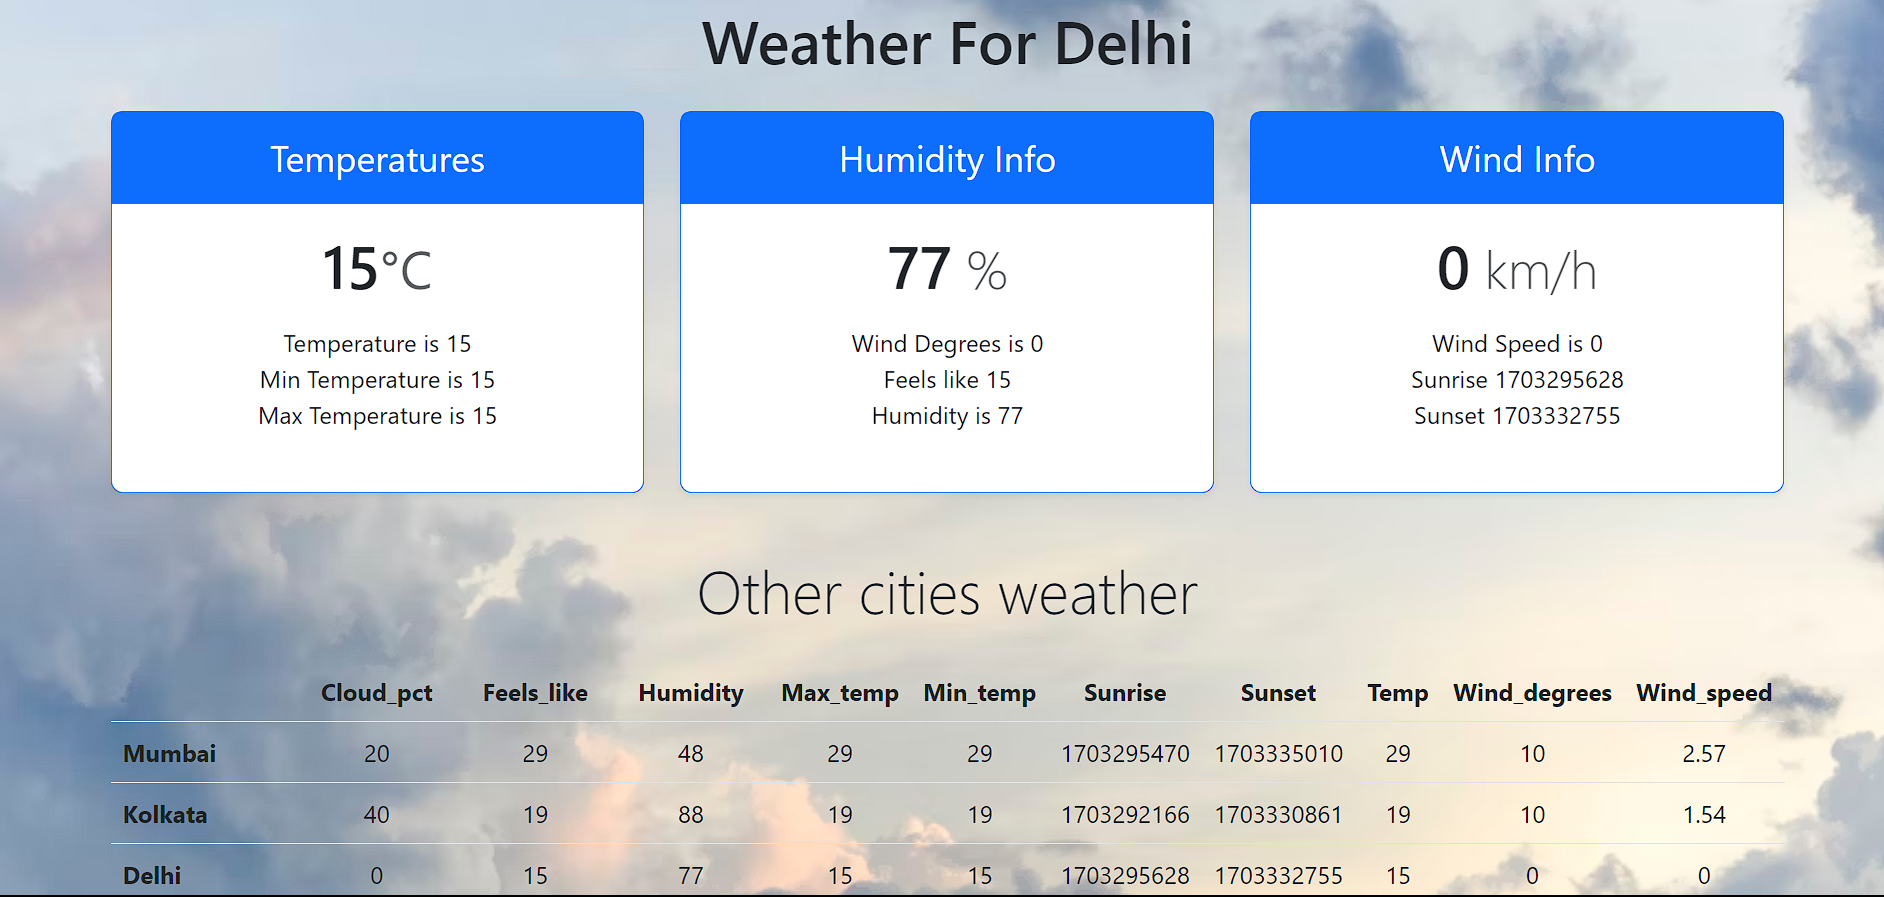 Weather For Delhi
Temperatures
15°C
Temperature is 15
Min Temperature is 15
Max Temperature is 15
Humidity Info
77 %
Wind Degrees is 0
Feels like 15
Humidity is 77
Wind Info
0 km/h
Wind Speed is 0
Sunrise 1703295628
Sunset 1703332755
Other cities weather
Cloud_pct Feels_like Humidity Max_temp Min_temp Sunrise Sunset Temp Wind_degrees Wind_speed
Mumbai 20 29 48 29 29 1703295470 1703335010 29 10 2.57
Kolkata 40 19 88 19 19 1703292166 1703330861 19 10 1.54
Delhi 0 15 77 15 15 1703295628 1703332755 15 0 0